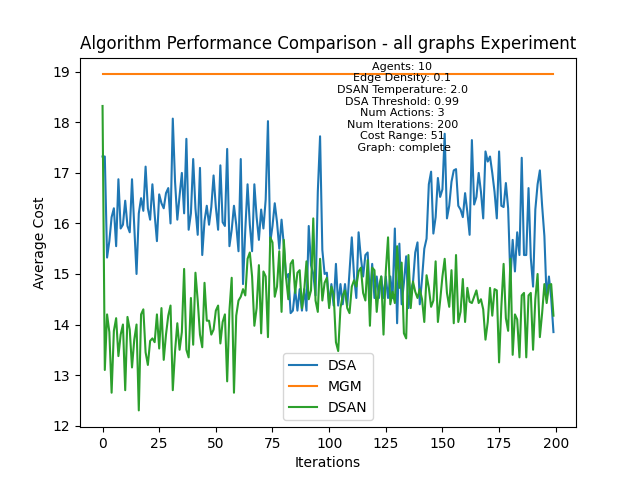 Algorithm Performance Comparison - all graphs Experiment
Agents: 10
Edge Density: 0.1
DSAN Temperature: 2.0
DSA Threshold: 0.99
Num Actions: 3
Num Iterations: 200
Cost Range: 51
Graph: complete
Average Cost
19
18
17
16
15
14
13
12
DSA
MGM
DSAN
0
25
50
75
100
125
150
175
200
Iterations